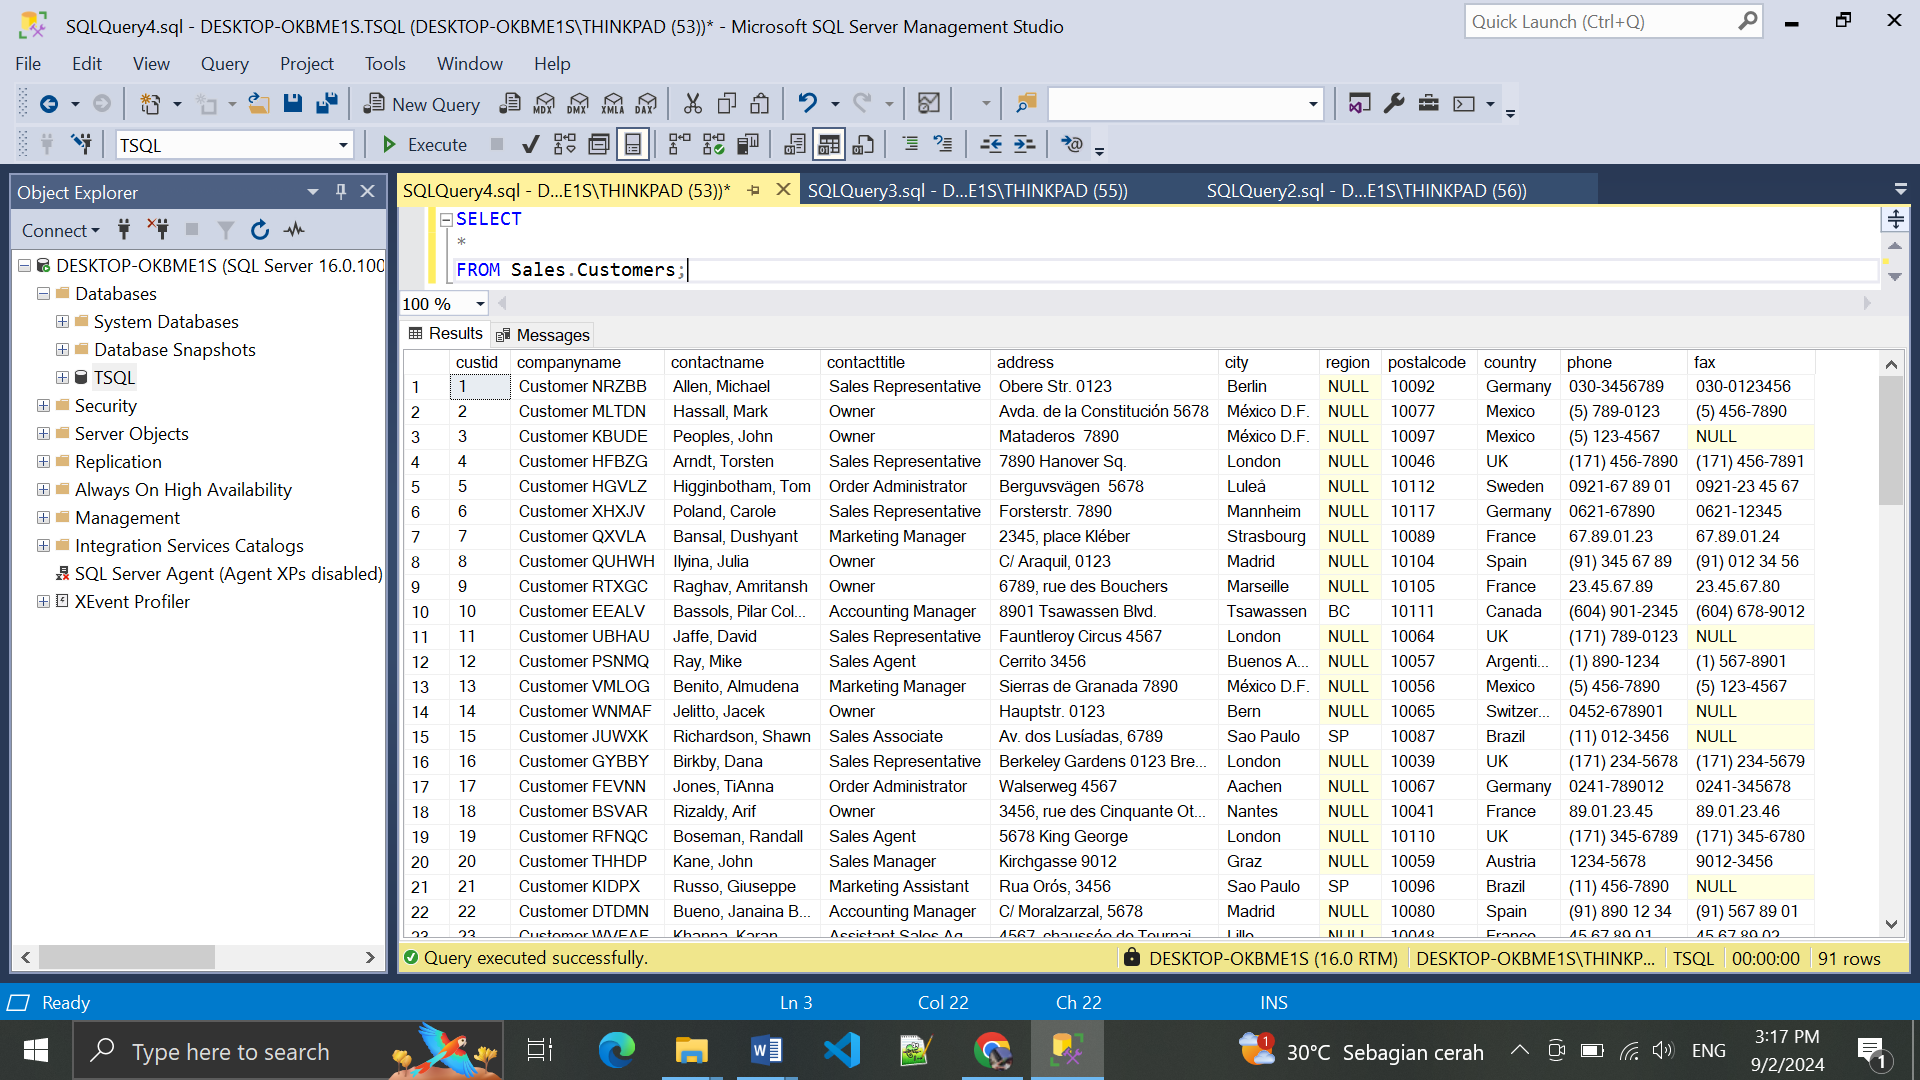 SQLQuery4.sql - DESKTOP-OKBME1S.TSQL (DESKTOP-OKBME1S\THINKPAD (53))* - Microsoft SQL Server Management Studio
Quick Launch (Ctrl+Q)
File Edit View Query Project Tools Window Help
New Query MDX DMX XMLA DAX
TSQL Execute
Object Explorer
Connect
DESKTOP-OKBME1S (SQL Server 16.0.100
Databases
System Databases
Database Snapshots
TSQL
Security
Server Objects
Replication
Always On High Availability
Management
Integration Services Catalogs
SQL Server Agent (Agent XPs disabled)
XEvent Profiler
SQLQuery4.sql - D...E1S\THINKPAD (53))* SQLQuery3.sql - D...E1S\THINKPAD (55)) SQLQuery2.sql - D...E1S\THINKPAD (56))
SELECT
*
FROM Sales.Customers;
100 %
Results Messages
custid companyname contactname contacttitle address city region postalcode country phone fax
1 1 Customer NRZBB Allen, Michael Sales Representative Obere Str. 0123 Berlin NULL 10092 Germany 030-3456789 030-0123456
2 2 Customer MLTDN Hassall, Mark Owner Avda. de la Constitución 5678 México D.F. NULL 10077 Mexico (5) 789-0123 (5) 456-7890
3 3 Customer KBUDE Peoples, John Owner Mataderos 7890 México D.F. NULL 10097 Mexico (5) 123-4567 NULL
4 4 Customer HFBZG Arndt, Torsten Sales Representative 7890 Hanover Sq. London NULL 10046 UK (171) 456-7890 (171) 456-7891
5 5 Customer HGVLZ Higginbotham, Tom Order Administrator Berguvsvägen 5678 Luleå NULL 10112 Sweden 0921-67 89 01 0921-23 45 67
6 6 Customer XHXJV Poland, Carole Sales Representative Forsterstr. 7890 Mannheim NULL 10117 Germany 0621-67890 0621-12345
7 7 Customer QXVLA Bansal, Dushyant Marketing Manager 2345, place Kléber Strasbourg NULL 10089 France 67.89.01.23 67.89.01.24
8 8 Customer QUHWH Ilyina, Julia Owner C/ Araquil, 0123 Madrid NULL 10104 Spain (91) 345 67 89 (91) 012 34 56
9 9 Customer RTXGC Raghav, Amritansh Owner 6789, rue des Bouchers Marseille NULL 10105 France 23.45.67.89 23.45.67.80
10 10 Customer EEALV Bassols, Pilar Col... Accounting Manager 8901 Tsawassen Blvd. Tsawassen BC 10111 Canada (604) 901-2345 (604) 678-9012
11 11 Customer UBHAU Jaffe, David Sales Representative Fauntleroy Circus 4567 London NULL 10064 UK (171) 789-0123 NULL
12 12 Customer PSNMQ Ray, Mike Sales Agent Cerrito 3456 Buenos A... NULL 10057 Argenti... (1) 890-1234 (1) 567-8901
13 13 Customer VMLOG Benito, Almudena Marketing Manager Sierras de Granada 7890 México D.F. NULL 10056 Mexico (5) 456-7890 (5) 123-4567
14 14 Customer WNMAF Jelitto, Jacek Owner Hauptstr. 0123 Bern NULL 10065 Switzer... 0452-678901 NULL
15 15 Customer JUWXK Richardson, Shawn Sales Associate Av. dos Lusíadas, 6789 Sao Paulo SP 10087 Brazil (11) 012-3456 NULL
16 16 Customer GYBBY Birkby, Dana Sales Representative Berkeley Gardens 0123 Bre... London NULL 10039 UK (171) 234-5678 (171) 234-5679
17 17 Customer FEVNN Jones, TiAnna Order Administrator Walserweg 4567 Aachen NULL 10067 Germany 0241-789012 0241-345678
18 18 Customer BSVAR Rizaldy, Arif Owner 3456, rue des Cinquante Ot... Nantes NULL 10041 France 89.01.23.45 89.01.23.46
19 19 Customer RFNQC Boseman, Randall Sales Agent 5678 King George London NULL 10110 UK (171) 345-6789 (171) 345-6780
20 20 Customer THHDP Kane, John Sales Manager Kirchgasse 9012 Graz NULL 10059 Austria 1234-5678 9012-3456
21 21 Customer KIDPX Russo, Giuseppe Marketing Assistant Rua Orós, 3456 Sao Paulo SP 10096 Brazil (11) 456-7890 NULL
22 22 Customer DTDMN Bueno, Janaina B... Accounting Manager C/ Moralzarzal, 5678 Madrid NULL 10080 Spain (91) 890 12 34 (91) 567 89 01
23 23 Customer WVFAF Khanna, Karan Assistant Sales Ag... 4567, chaussée de Tournai Lille NULL 10048 France 45.67.89.01 45.67.89.02
Query executed successfully. DESKTOP-OKBME1S (16.0 RTM) DESKTOP-OKBME1S\THINKP... TSQL 00:00:00 91 rows
Ready Ln 3 Col 22 Ch 22 INS
Type here to search 1 30°C Sebagian cerah ENG 3:17 PM
9/2/2024 1